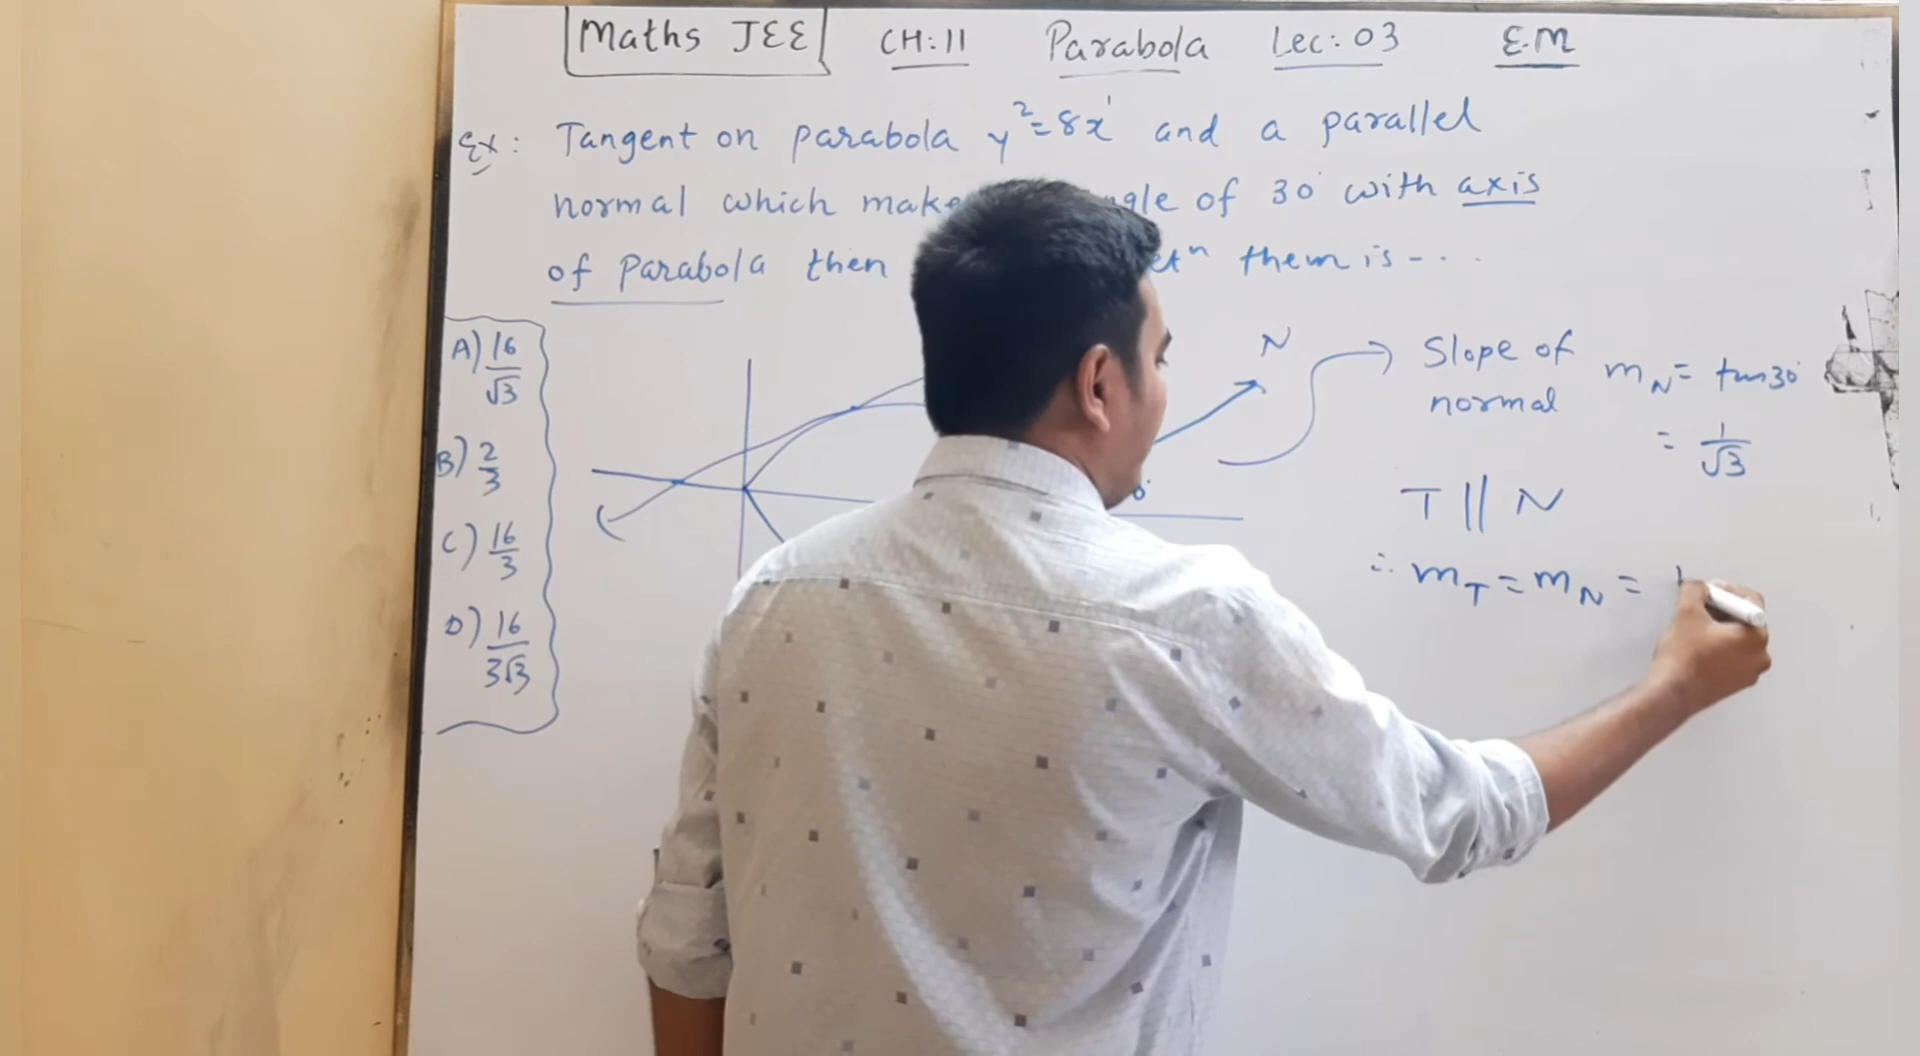 Maths JEE CH:11 Parabola Lec:03 E.M
Ex: Tangent on parabola y²=8x and a parallel
normal which make of 30° with axis
of Parabola then them is - . . .
A) 16/√3
B) 2/3
C) 16/3
D) 16/3√3
N
Slope of normal
m_N = tan30°
= 1/√3
T || N
∴ m_T = m_N =